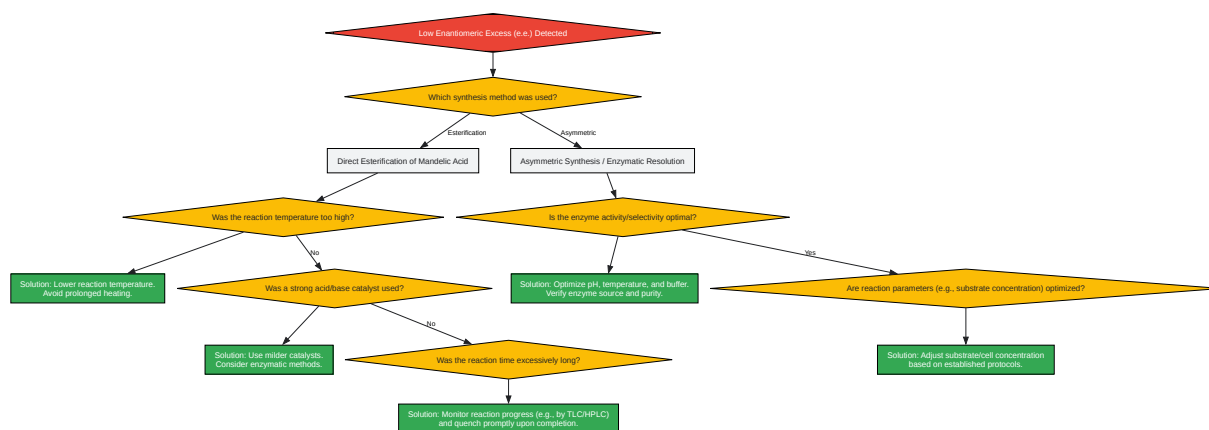 Low Enantiomeric Excess (e.e.) Detected
Which synthesis method was used?
Esterification
Asymmetric
Direct Esterification of Mandelic Acid
Asymmetric Synthesis / Enzymatic Resolution
Was the reaction temperature too high?
Is the enzyme activity/selectivity optimal?
No
Yes
Solution: Lower reaction temperature.
Avoid prolonged heating.
Was a strong acid/base catalyst used?
Solution: Optimize pH, temperature, and buffer.
Verify enzyme source and purity.
Are reaction parameters (e.g., substrate concentration) optimized?
No
Solution: Use milder catalysts.
Consider enzymatic methods.
Was the reaction time excessively long?
Solution: Adjust substrate/cell concentration
based on established protocols.
Solution: Monitor reaction progress (e.g., by TLC/HPLC)
and quench promptly upon completion.